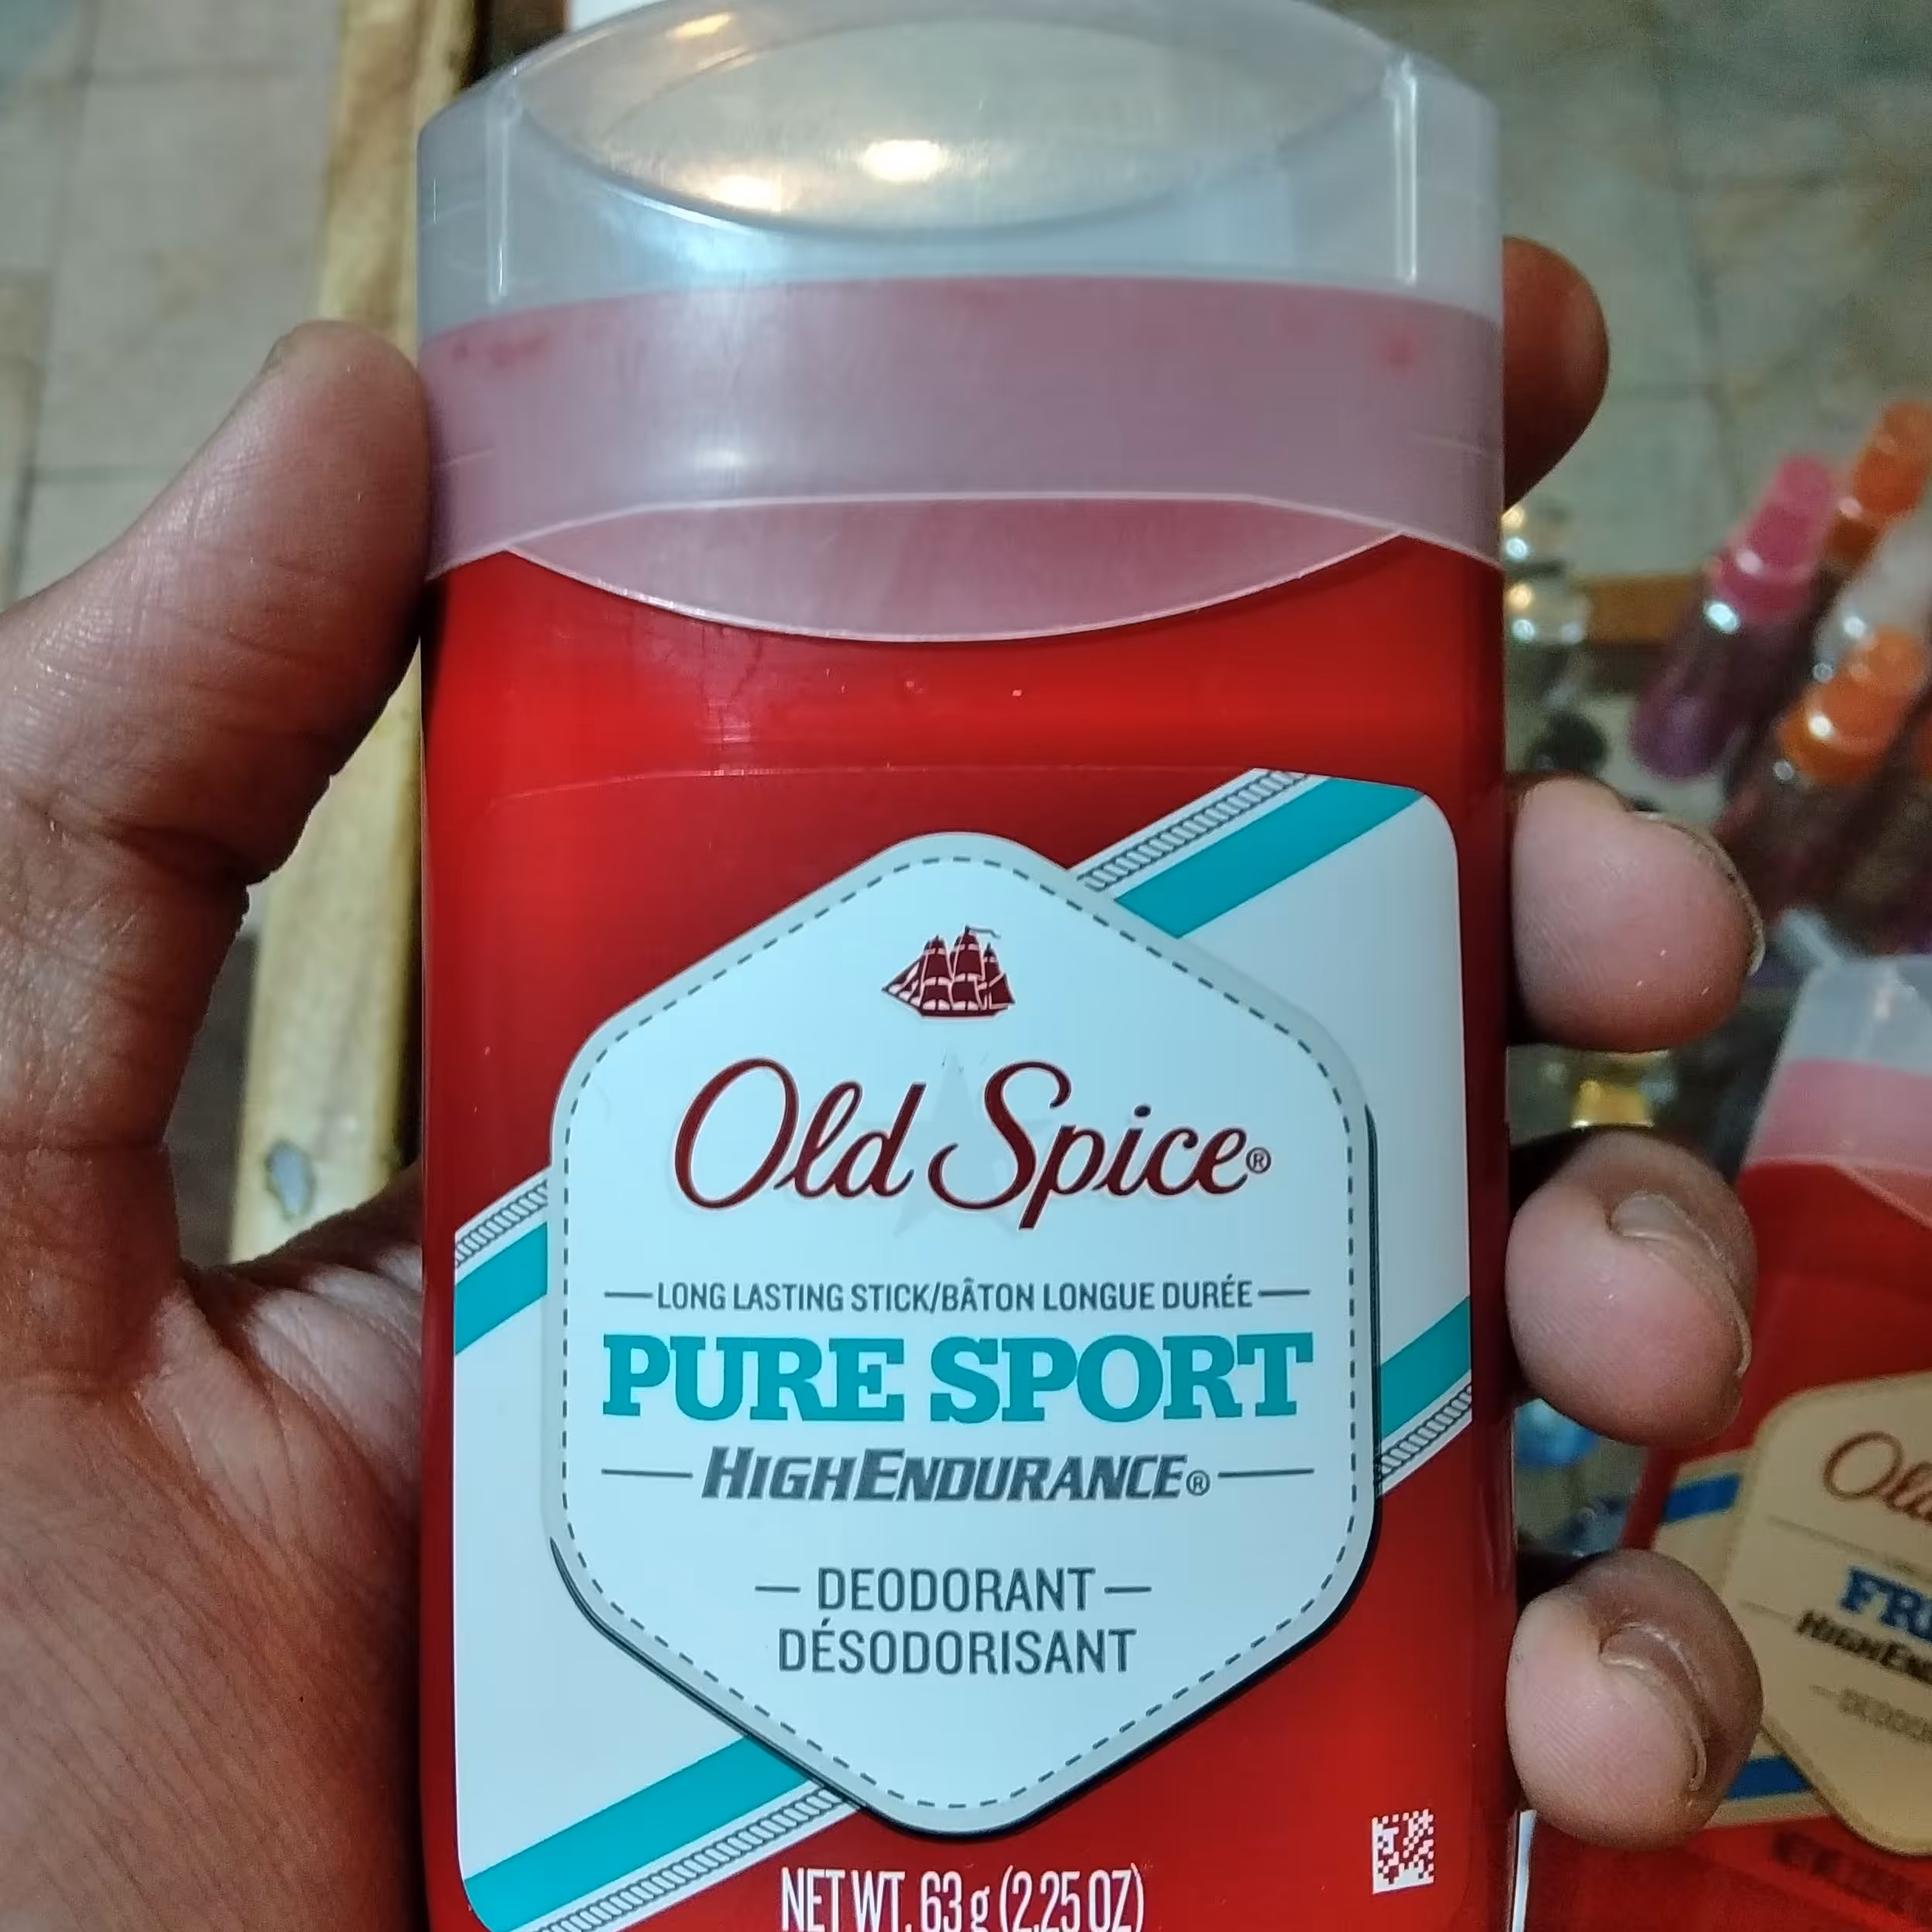 Old Spice®
LONG LASTING STICK/BÂTON LONGUE DURÉE
PURE SPORT
HIGHENDURANCE®
DEODORANT
DÉSODORISANT
NET WT. 63 g (2.25 OZ)